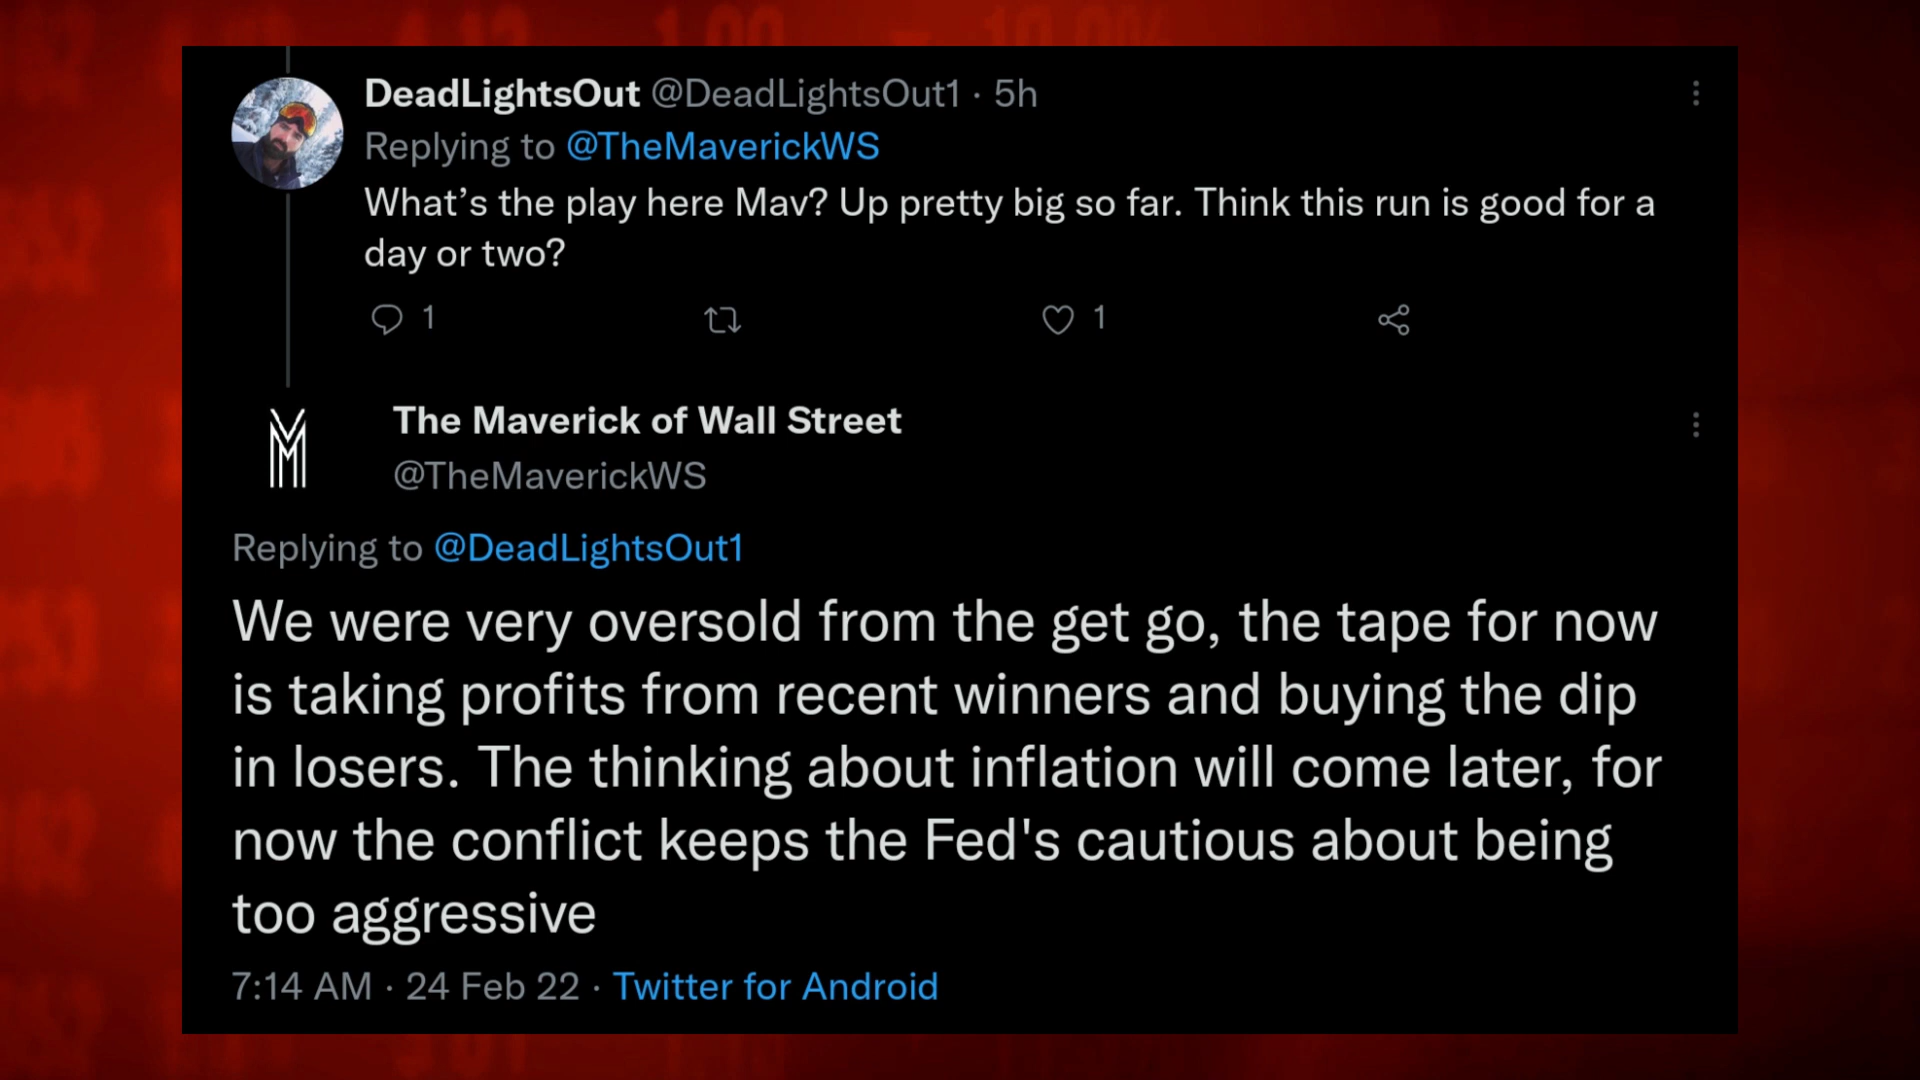 DeadLightsOut @DeadLightsOut1 · 5h
Replying to @TheMaverickWS
What’s the play here Mav? Up pretty big so far. Think this run is good for a
day or two?
1 1
The Maverick of Wall Street
@TheMaverickWS
Replying to @DeadLightsOut1
We were very oversold from the get go, the tape for now
is taking profits from recent winners and buying the dip
in losers. The thinking about inflation will come later, for
now the conflict keeps the Fed's cautious about being
too aggressive
7:14 AM · 24 Feb 22 · Twitter for Android